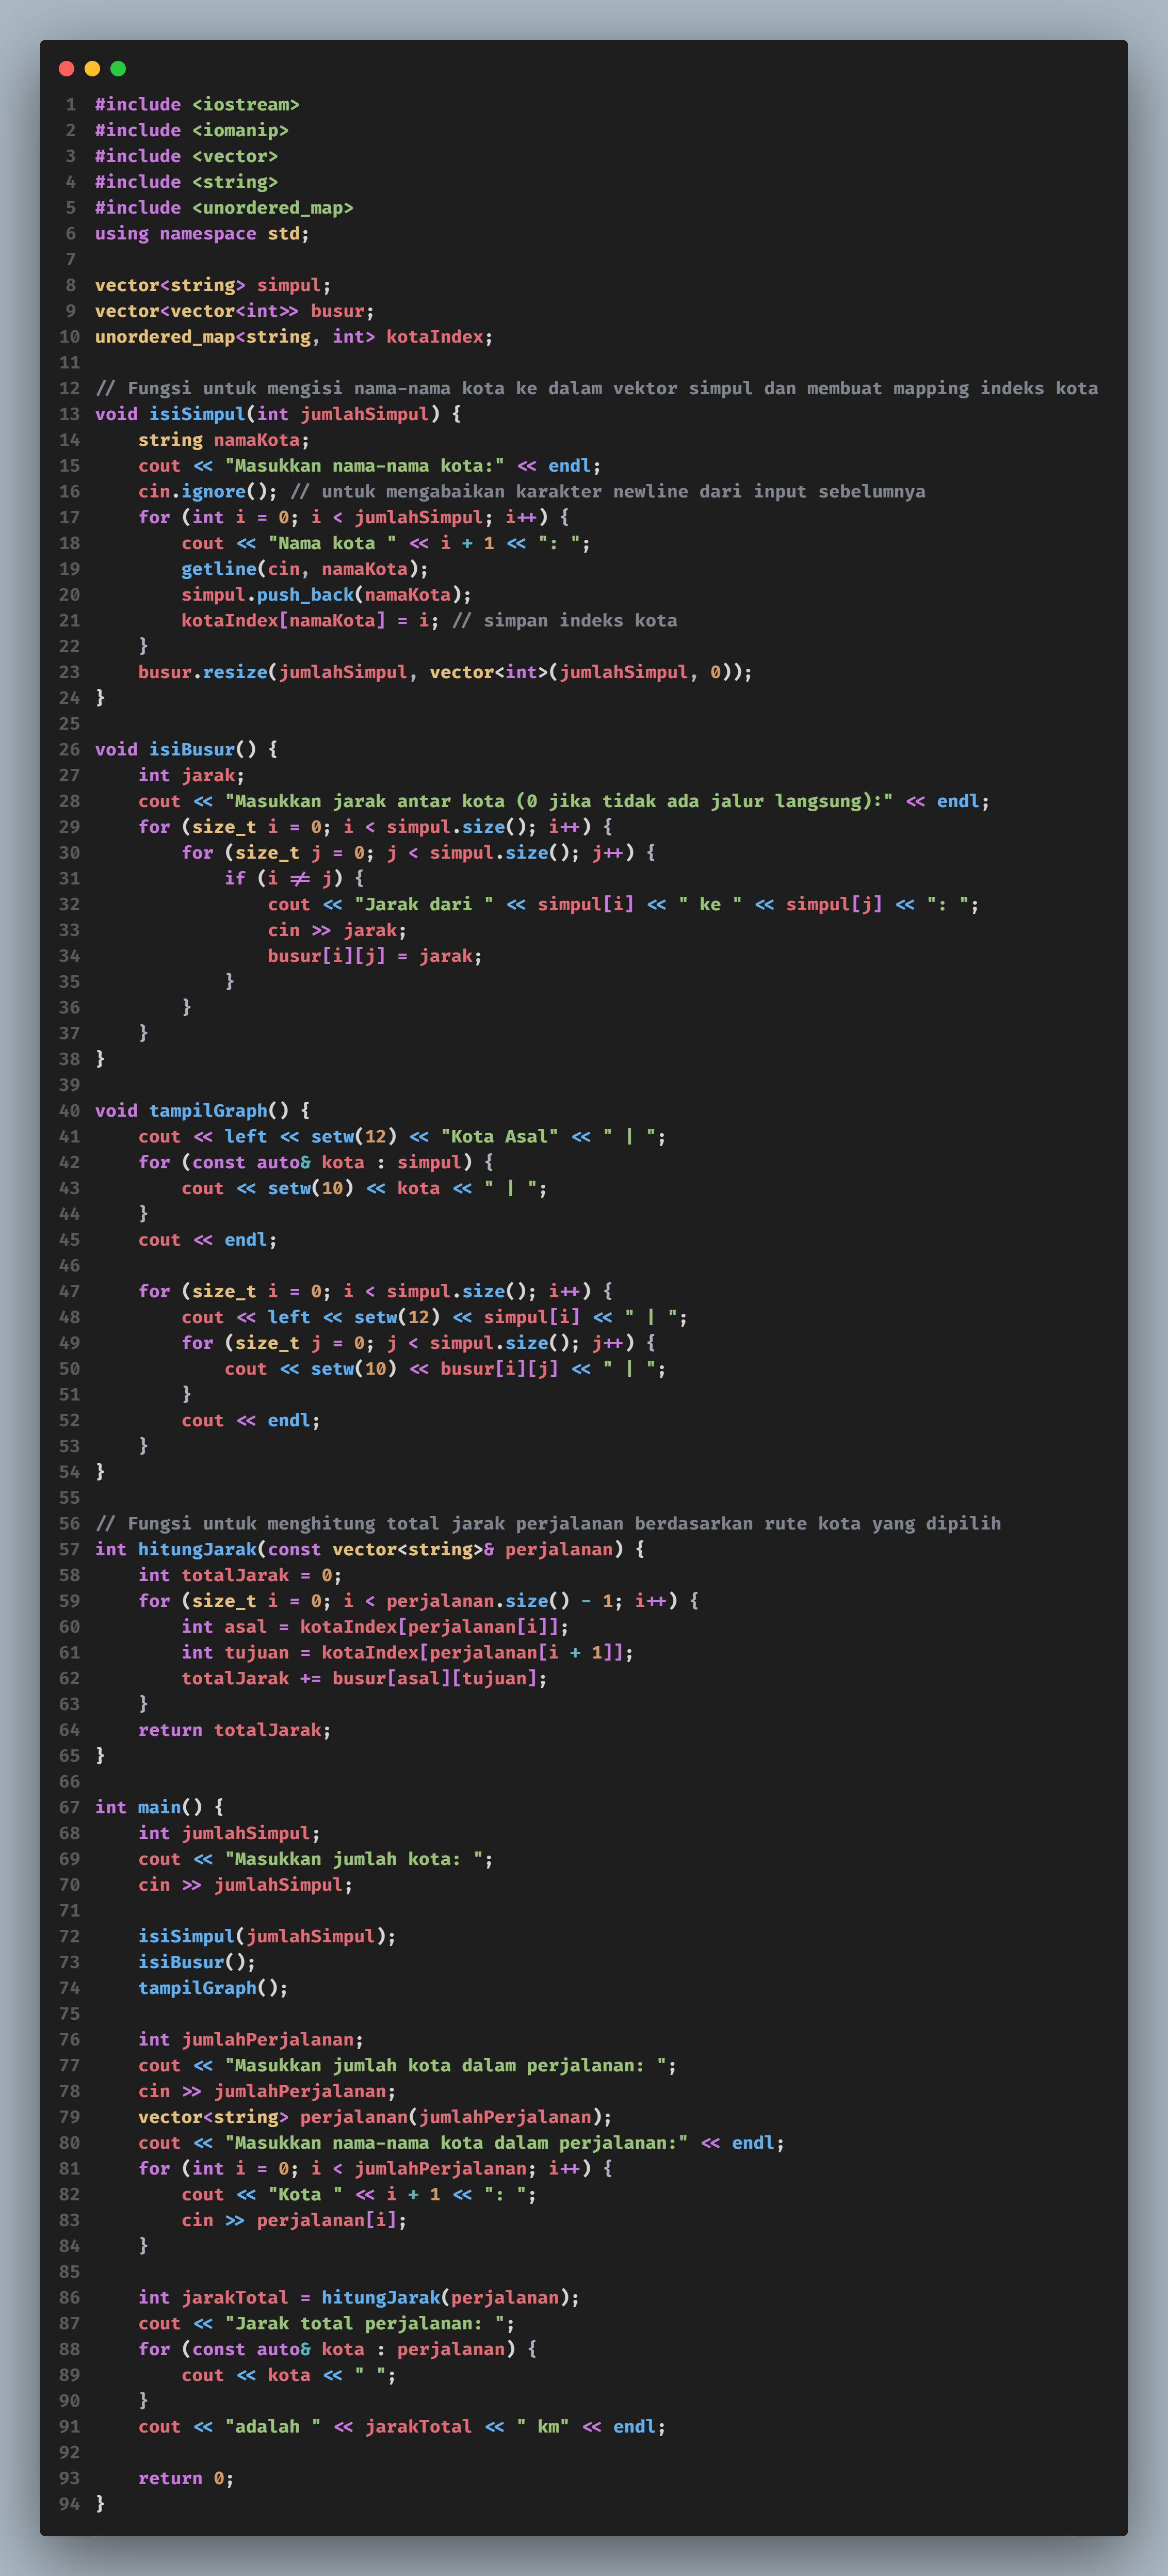 1 #include <iostream>
2 #include <iomanip>
3 #include <vector>
4 #include <string>
5 #include <unordered_map>
6 using namespace std;
7
8 vector<string> simpul;
9 vector<vector<int>> busur;
10 unordered_map<string, int> kotaIndex;
11
12 // Fungsi untuk mengisi nama-nama kota ke dalam vektor simpul dan membuat mapping indeks kota
13 void isiSimpul(int jumlahSimpul) {
14     string namaKota;
15     cout << "Masukkan nama-nama kota:" << endl;
16     cin.ignore(); // untuk mengabaikan karakter newline dari input sebelumnya
17     for (int i = 0; i < jumlahSimpul; i++) {
18         cout << "Nama kota " << i + 1 << ": ";
19         getline(cin, namaKota);
20         simpul.push_back(namaKota);
21         kotaIndex[namaKota] = i; // simpan indeks kota
22     }
23     busur.resize(jumlahSimpul, vector<int>(jumlahSimpul, 0));
24 }
25
26 void isiBusur() {
27     int jarak;
28     cout << "Masukkan jarak antar kota (0 jika tidak ada jalur langsung):" << endl;
29     for (size_t i = 0; i < simpul.size(); i++) {
30         for (size_t j = 0; j < simpul.size(); j++) {
31             if (i != j) {
32                 cout << "Jarak dari " << simpul[i] << " ke " << simpul[j] << ": ";
33                 cin >> jarak;
34                 busur[i][j] = jarak;
35             }
36         }
37     }
38 }
39
40 void tampilGraph() {
41     cout << left << setw(12) << "Kota Asal" << " | ";
42     for (const auto& kota : simpul) {
43         cout << setw(10) << kota << " | ";
44     }
45     cout << endl;
46
47     for (size_t i = 0; i < simpul.size(); i++) {
48         cout << left << setw(12) << simpul[i] << " | ";
49         for (size_t j = 0; j < simpul.size(); j++) {
50             cout << setw(10) << busur[i][j] << " | ";
51         }
52         cout << endl;
53     }
54 }
55
56 // Fungsi untuk menghitung total jarak perjalanan berdasarkan rute kota yang dipilih
57 int hitungJarak(const vector<string>& perjalanan) {
58     int totalJarak = 0;
59     for (size_t i = 0; i < perjalanan.size() - 1; i++) {
60         int asal = kotaIndex[perjalanan[i]];
61         int tujuan = kotaIndex[perjalanan[i + 1]];
62         totalJarak += busur[asal][tujuan];
63     }
64     return totalJarak;
65 }
66
67 int main() {
68     int jumlahSimpul;
69     cout << "Masukkan jumlah kota: ";
70     cin >> jumlahSimpul;
71
72     isiSimpul(jumlahSimpul);
73     isiBusur();
74     tampilGraph();
75
76     int jumlahPerjalanan;
77     cout << "Masukkan jumlah kota dalam perjalanan: ";
78     cin >> jumlahPerjalanan;
79     vector<string> perjalanan(jumlahPerjalanan);
80     cout << "Masukkan nama-nama kota dalam perjalanan:" << endl;
81     for (int i = 0; i < jumlahPerjalanan; i++) {
82         cout << "Kota " << i + 1 << ": ";
83         cin >> perjalanan[i];
84     }
85
86     int jarakTotal = hitungJarak(perjalanan);
87     cout << "Jarak total perjalanan: ";
88     for (const auto& kota : perjalanan) {
89         cout << kota << " ";
90     }
91     cout << "adalah " << jarakTotal << " km" << endl;
92
93     return 0;
94 }